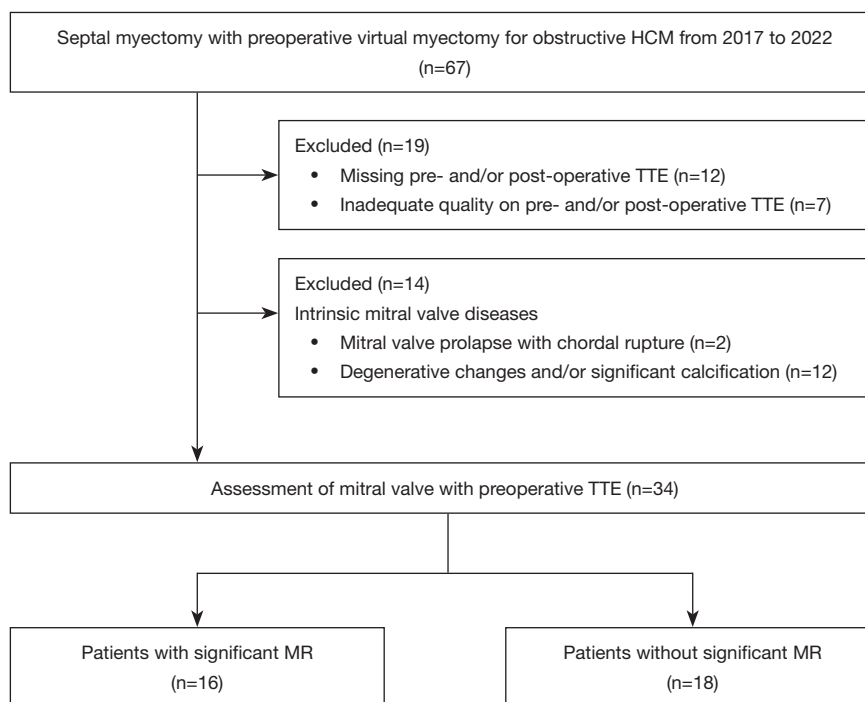 Septal myectomy with preoperative virtual myectomy for obstructive HCM from 2017 to 2022
(n=67)
Excluded (n=19)
• Missing pre- and/or post-operative TTE (n=12)
• Inadequate quality on pre- and/or post-operative TTE (n=7)
Excluded (n=14)
Intrinsic mitral valve diseases
• Mitral valve prolapse with chordal rupture (n=2)
• Degenerative changes and/or significant calcification (n=12)
Assessment of mitral valve with preoperative TTE (n=34)
Patients with significant MR
(n=16)
Patients without significant MR
(n=18)